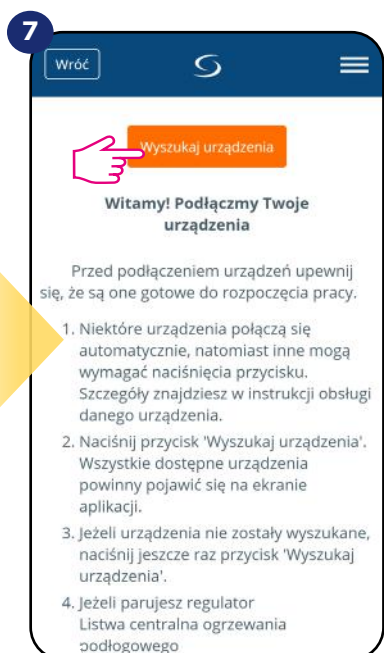 7
Wróć
Wyszukaj urządzenia
Witamy! Podłączmy Twoje
urządzenia
Przed podłączeniem urządzeń upewnij
się, że są one gotowe do rozpoczęcia pracy.
1. Niektóre urządzenia połączą się
automatycznie, natomiast inne mogą
wymagać naciśnięcia przycisku.
Szczegóły znajdziesz w instrukcji obsługi
danego urządzenia.
2. Naciśnij przycisk 'Wyszukaj urządzenia'.
Wszystkie dostępne urządzenia
powinny pojawić się na ekranie
aplikacji.
3. Jeżeli urządzenia nie zostały wyszukane,
naciśnij jeszcze raz przycisk 'Wyszukaj
urządzenia'.
4. Jeżeli parujesz regulator
Listwa centralna ogrzewania
podłogowego